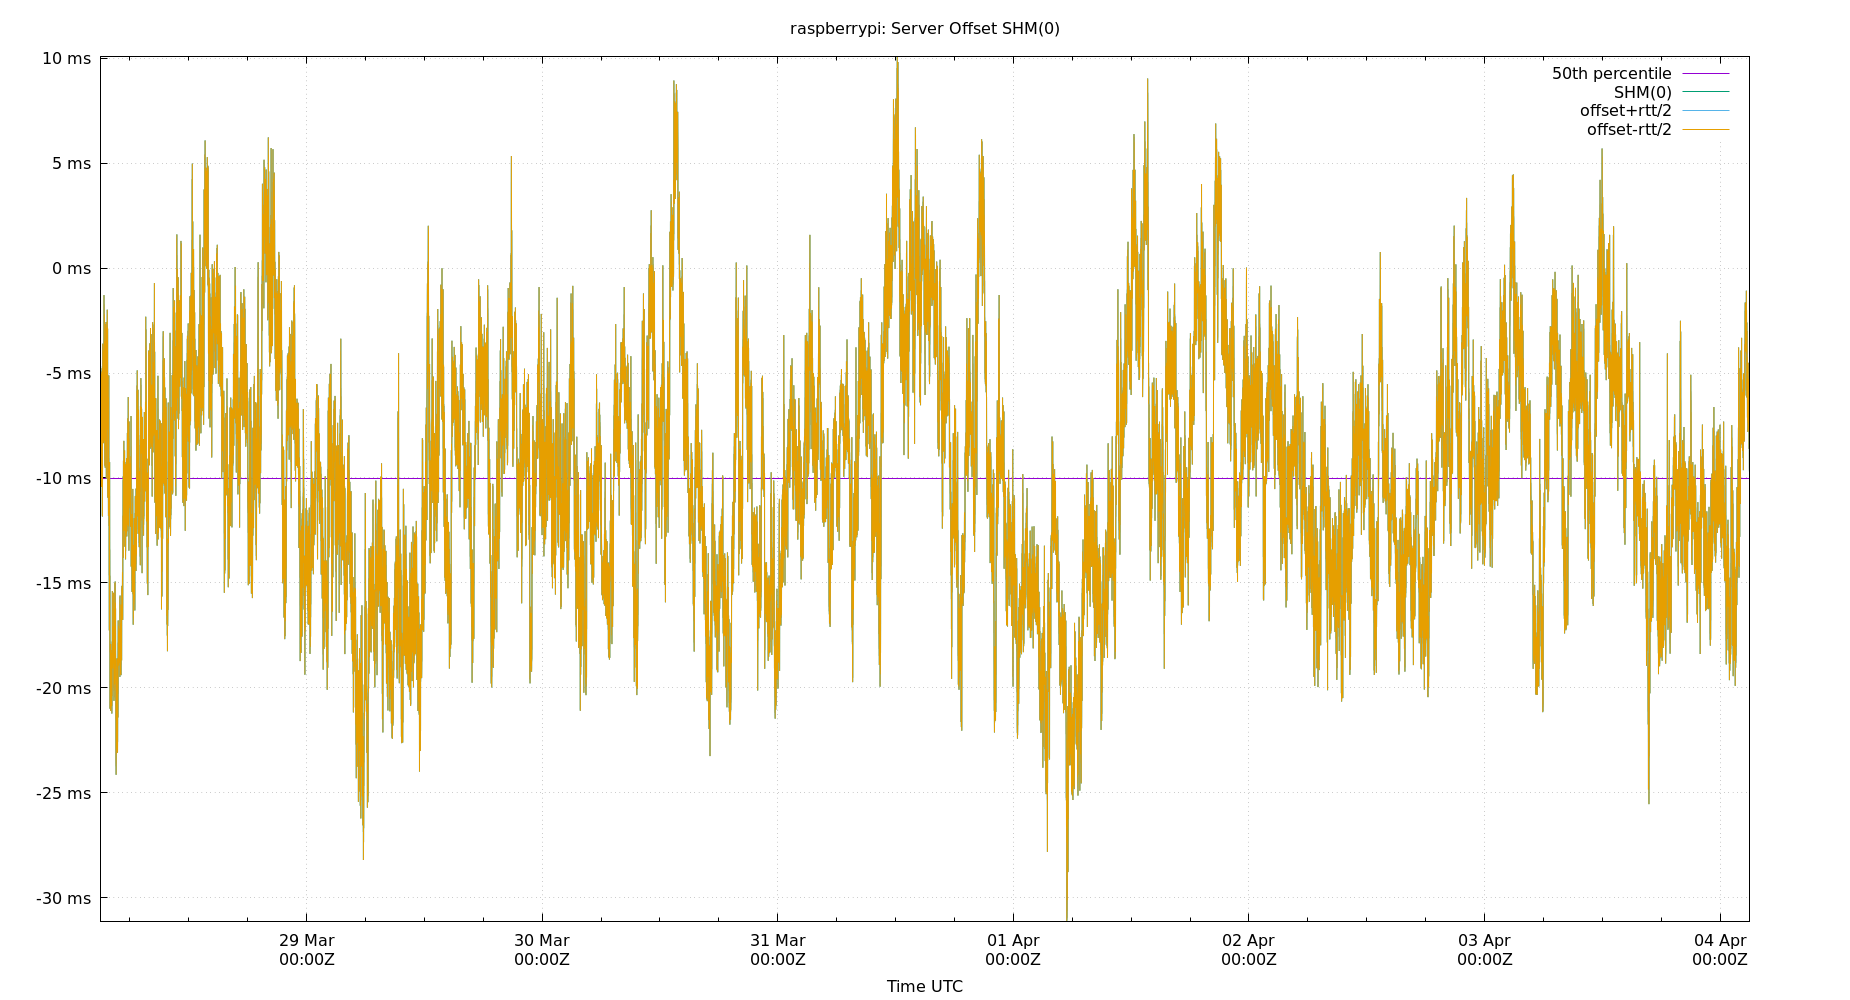 raspberrypi: Server Offset SHM(0)
10 ms
5 ms
0 ms
-5 ms
-10 ms
-15 ms
-20 ms
-25 ms
-30 ms
50th percentile
SHM(0)
offset+rtt/2
offset-rtt/2
29 Mar
00:00Z
30 Mar
00:00Z
31 Mar
00:00Z
01 Apr
00:00Z
02 Apr
00:00Z
03 Apr
00:00Z
04 Apr
00:00Z
Time UTC